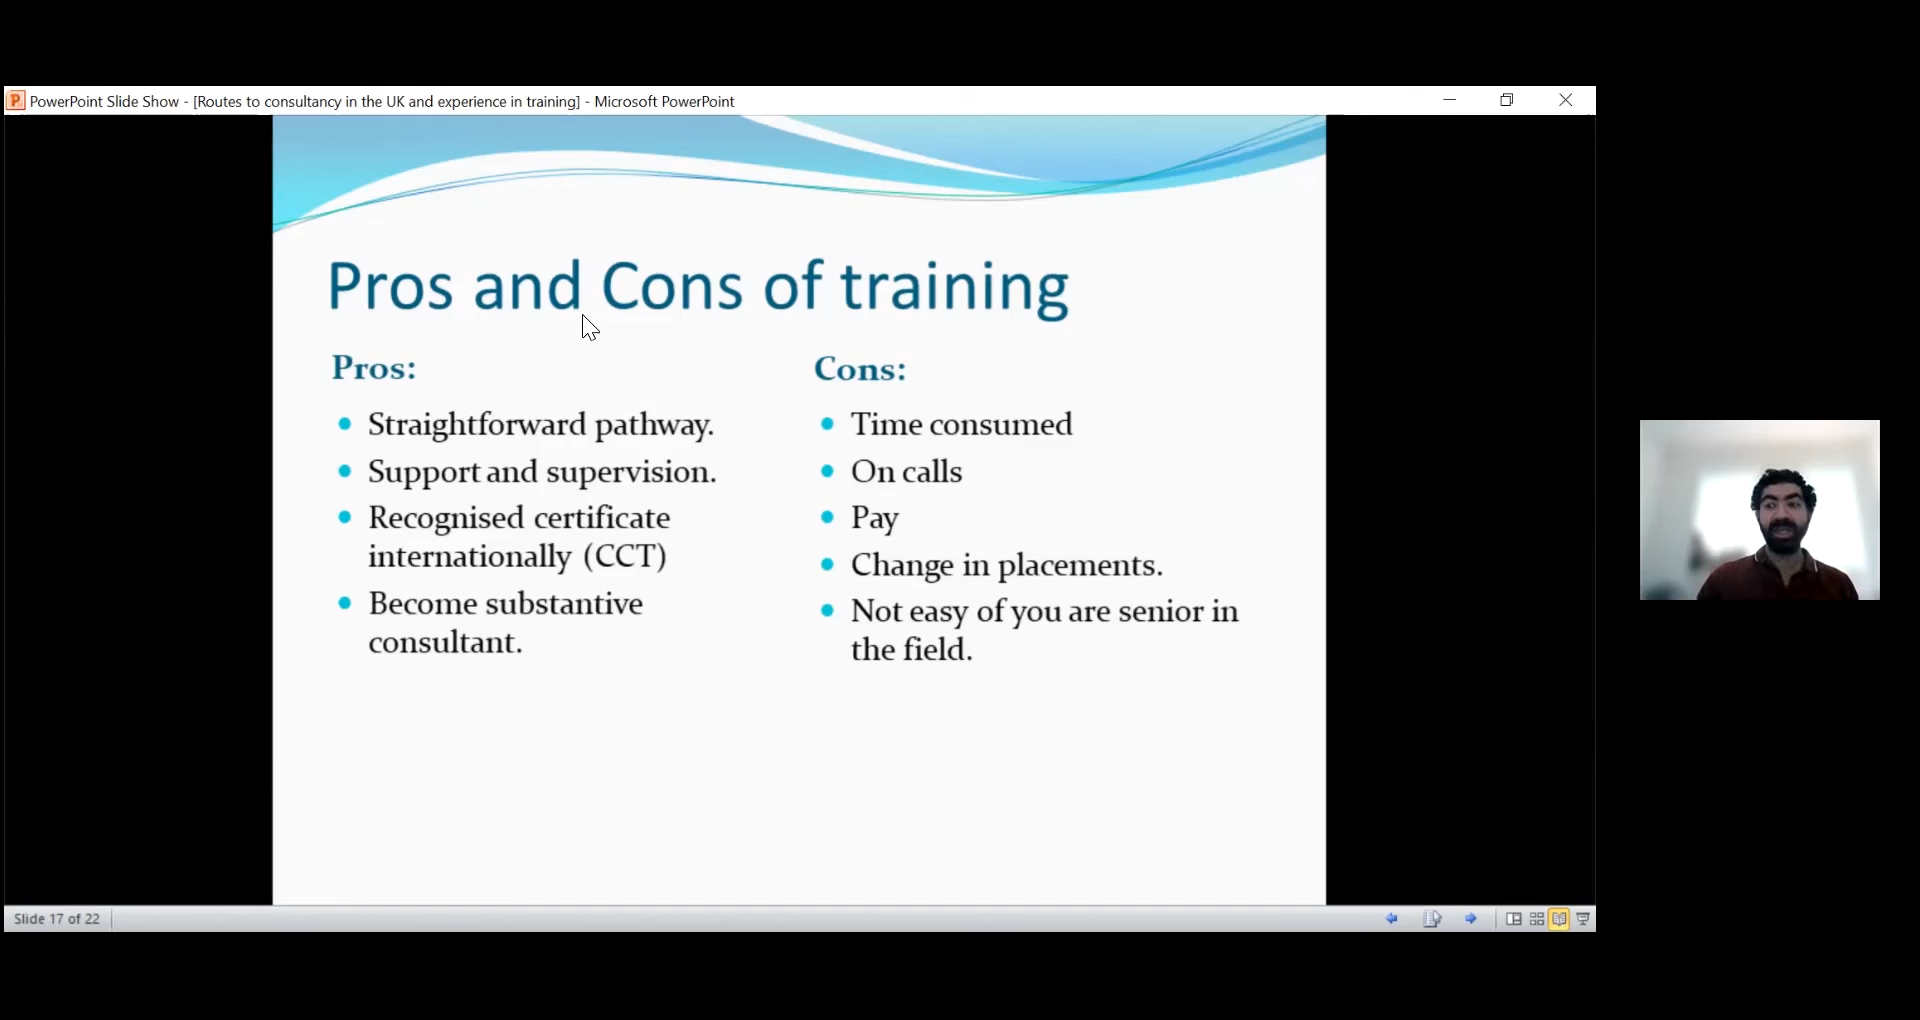 PowerPoint Slide Show - [Routes to consultancy in the UK and experience in training] - Microsoft PowerPoint
Pros and Cons of training
Pros:
Straightforward pathway.
Support and supervision.
Recognised certificate
internationally (CCT)
Become substantive
consultant.
Cons:
Time consumed
On calls
Pay
Change in placements.
Not easy of you are senior in
the field.
Slide 17 of 22